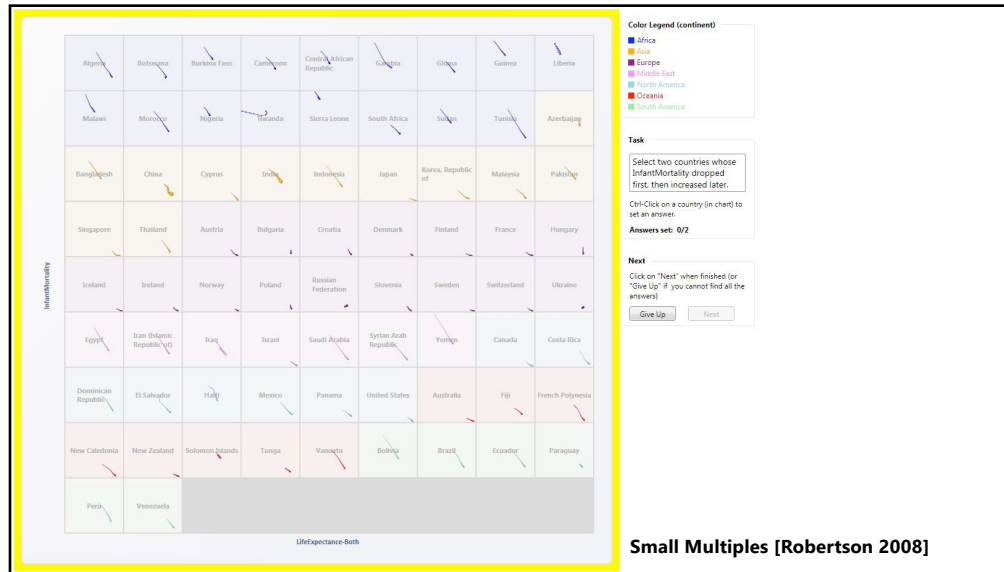 Algeria
Botswana
Burkina Faso
Cameroon
Central African
Republic
Gambia
Ghana
Guinea
Liberia
Malawi
Morocco
Nigeria
Rwanda
Sierra Leone
South Africa
Sudan
Tunisia
Azerbaijan
Bangladesh
China
Cyprus
India
Indonesia
Japan
Korea, Republic
of
Malaysia
Pakistan
Singapore
Thailand
Austria
Bulgaria
Croatia
Denmark
Finland
France
Hungary
InfantMortality
Iceland
Ireland
Norway
Poland
Russian
Federation
Slovenia
Sweden
Switzerland
Ukraine
Egypt
Iran (Islamic
Republic of)
Iraq
Israel
Saudi Arabia
Syrian Arab
Republic
Yemen
Canada
Costa Rica
Dominican
Republic
El Salvador
Haiti
Mexico
Panama
United States
Australia
Fiji
French Polynesia
New Caledonia
New Zealand
Solomon Islands
Tonga
Vanuatu
Bolivia
Brazil
Ecuador
Paraguay
Peru
Venezuela
LifeExpectance-Both
Color Legend (continent)
Africa
Asia
Europe
Middle East
North America
Oceania
South America
Task
Select two countries whose
InfantMortality dropped
first, then increased later.
Ctrl-Click on a country (in chart) to
set an answer.
Answers set: 0/2
Next
Click on "Next" when finished (or
"Give Up" if you cannot find all the
answers)
Give Up
Next
Small Multiples [Robertson 2008]